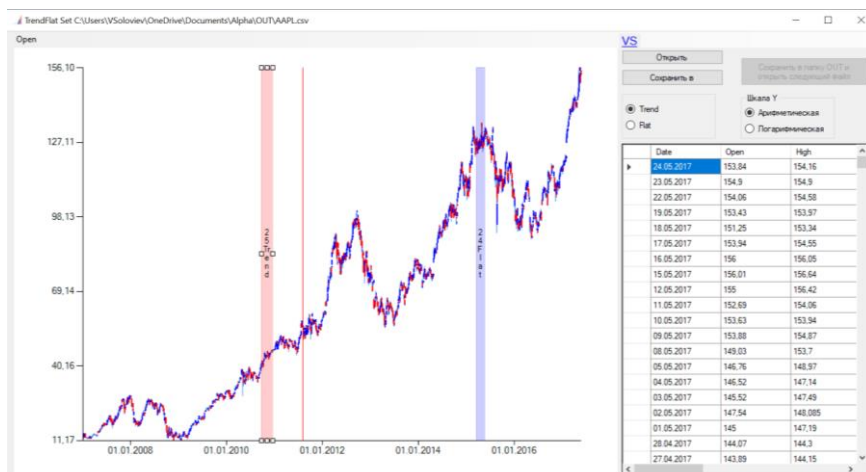 TrendFlat Set C:\Users\VSoloviev\OneDrive\Documents\Alpha\OUT\AAPL.csv
Open
VS
Открыть
Сохранить в
Сохранить в папку OUT и
открыть следующий файл
Trend
Flat
Шкала Y
Арифметическая
Логарифмическая
156,10
127,11
98,13
69,14
40,16
11,17
01.01.2008
01.01.2010
01.01.2012
01.01.2014
01.01.2016
24Flat
Date Open High
24.05.2017 153,84 154,16
23.05.2017 154,9 154,9
22.05.2017 154,06 154,58
19.05.2017 153,43 153,97
18.05.2017 151,25 153,34
17.05.2017 153,94 154,55
16.05.2017 156 156,05
15.05.2017 156,01 156,64
12.05.2017 155 156,42
11.05.2017 152,69 154,06
10.05.2017 153,63 153,94
09.05.2017 153,88 154,87
08.05.2017 149,03 153,7
05.05.2017 146,76 148,97
04.05.2017 146,52 147,14
03.05.2017 145,52 147,49
02.05.2017 147,54 148,085
01.05.2017 145 147,19
28.04.2017 144,07 144,3
27.04.2017 143,89 144,15